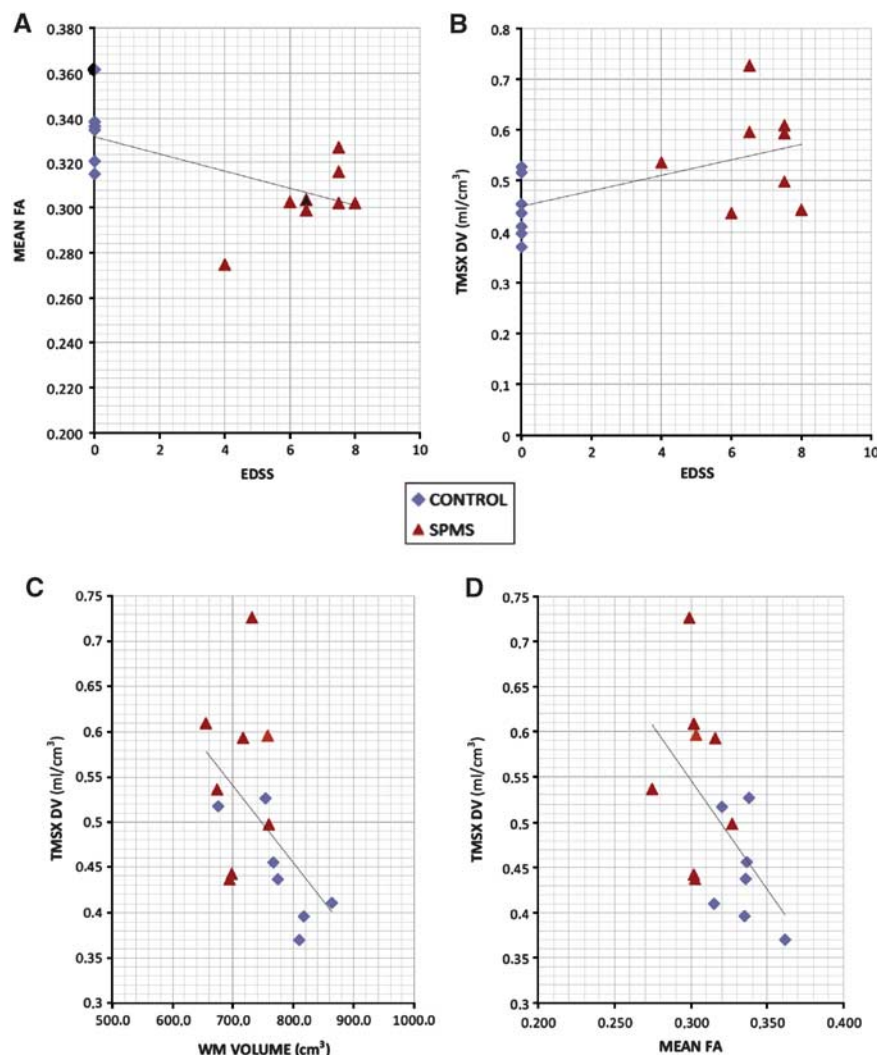 A
B
0.380
0.360
0.340
0.320
0.300
0.280
0.260
0.240
0.220
0.200
MEAN FA
0 2 4 6 8 10
EDSS
0.8
0.7
0.6
0.5
0.4
0.3
0.2
0.1
0
TMSX DV (ml/cm³)
0 2 4 6 8 10
EDSS
CONTROL
SPMS
C
D
0.75
0.7
0.65
0.6
0.55
0.5
0.45
0.4
0.35
0.3
TMSX DV (ml/cm³)
500.0 600.0 700.0 800.0 900.0 1000.0
WM VOLUME (cm³)
0.75
0.7
0.65
0.6
0.55
0.5
0.45
0.4
0.35
0.3
TMSX DV (ml/cm³)
0.200 0.250 0.300 0.350 0.400
MEAN FA